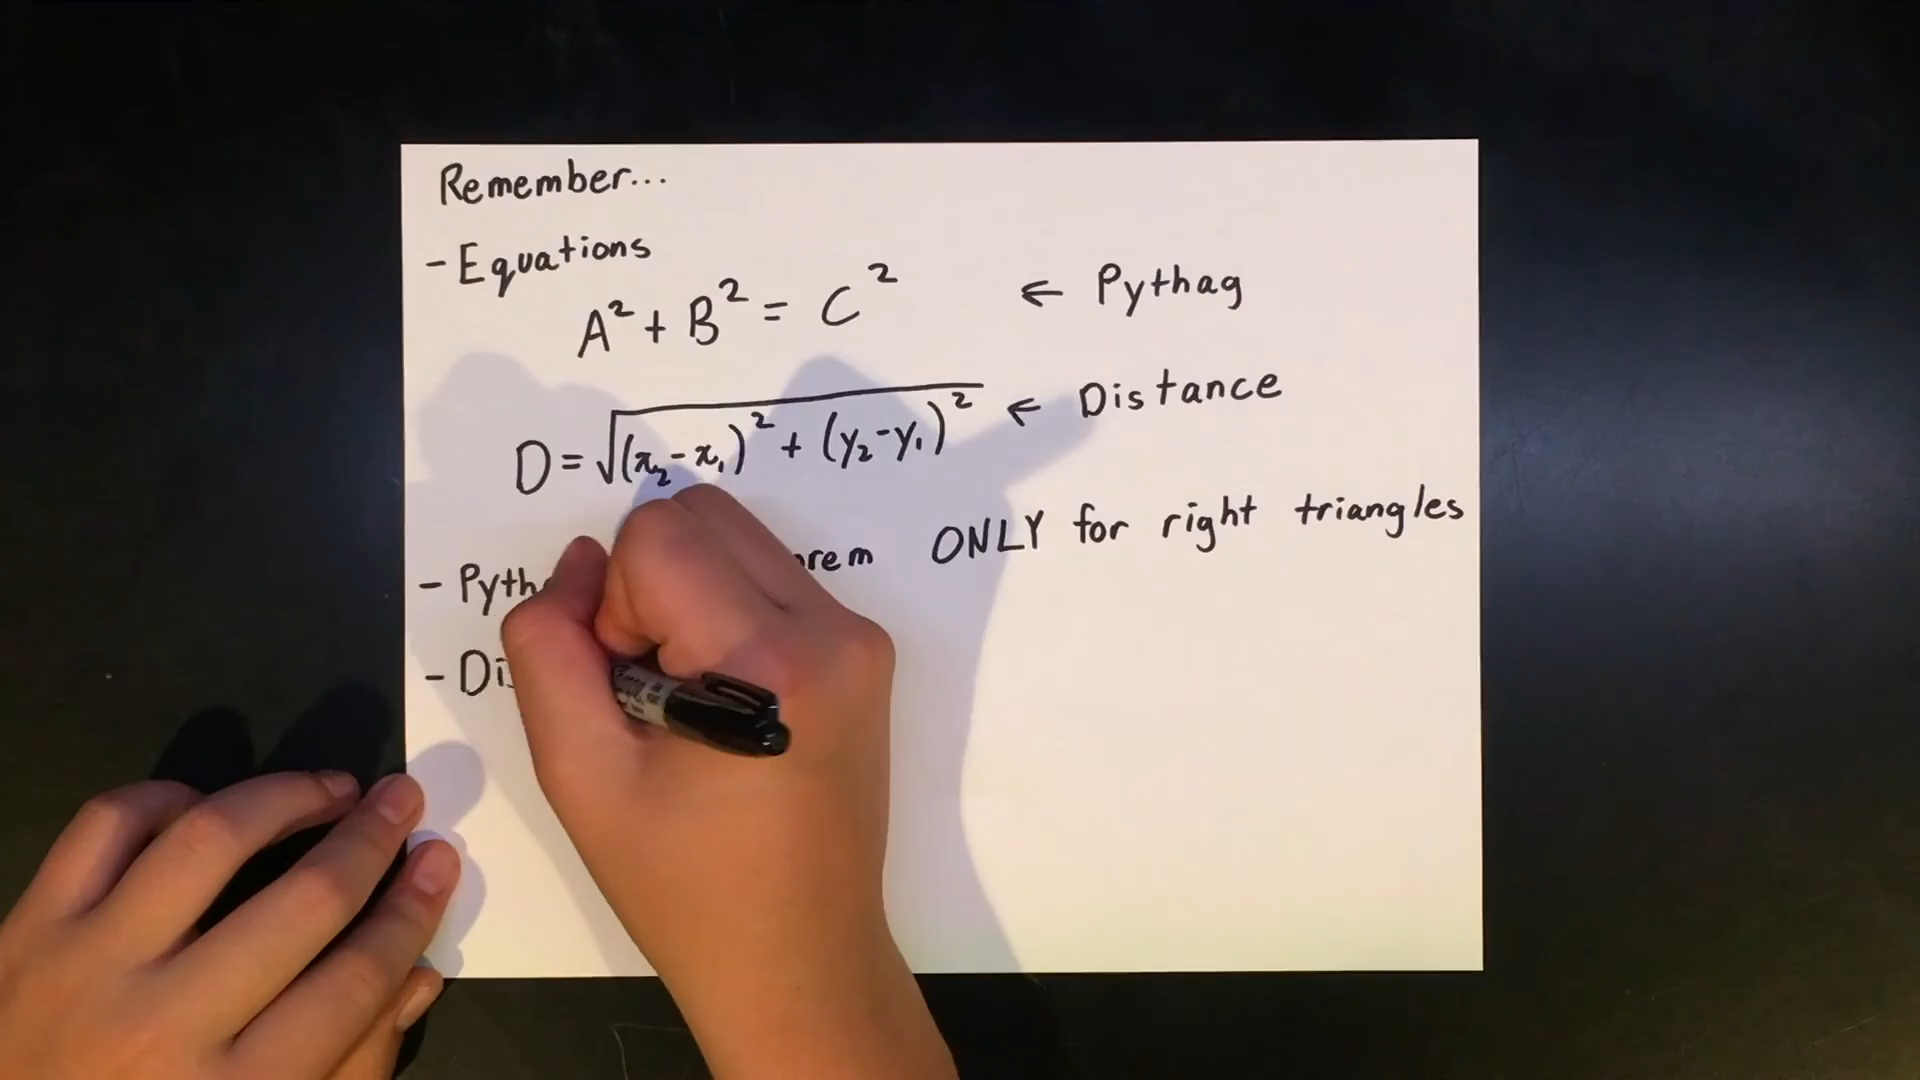 Remember...
- Equations
A² + B² = C² ← Pythag
D = √(x₂-x₁)² + (y₂-y₁)² ← Distance
- Pyth rem ONLY for right triangles
- Dis